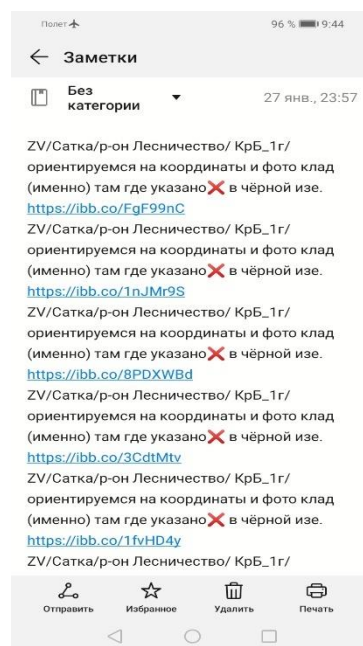 Полет 96 % 9:44
Заметки
Без
категории 27 янв., 23:57
ZV/Сатка/р-он Лесничество/ КрБ_1г/
ориентируемся на координаты и фото клад
(именно) там где указано❌ в чёрной изе.
https://ibb.co/FgF99nC
ZV/Сатка/р-он Лесничество/ КрБ_1г/
ориентируемся на координаты и фото клад
(именно) там где указано❌ в чёрной изе.
https://ibb.co/1nJMr9S
ZV/Сатка/р-он Лесничество/ КрБ_1г/
ориентируемся на координаты и фото клад
(именно) там где указано❌ в чёрной изе.
https://ibb.co/8PDXWBd
ZV/Сатка/р-он Лесничество/ КрБ_1г/
ориентируемся на координаты и фото клад
(именно) там где указано❌ в чёрной изе.
https://ibb.co/3CdtMtv
ZV/Сатка/р-он Лесничество/ КрБ_1г/
ориентируемся на координаты и фото клад
(именно) там где указано❌ в чёрной изе.
https://ibb.co/1fvHD4y
ZV/Сатка/р-он Лесничество/ КрБ_1г/
Отправить Избранное Удалить Печать